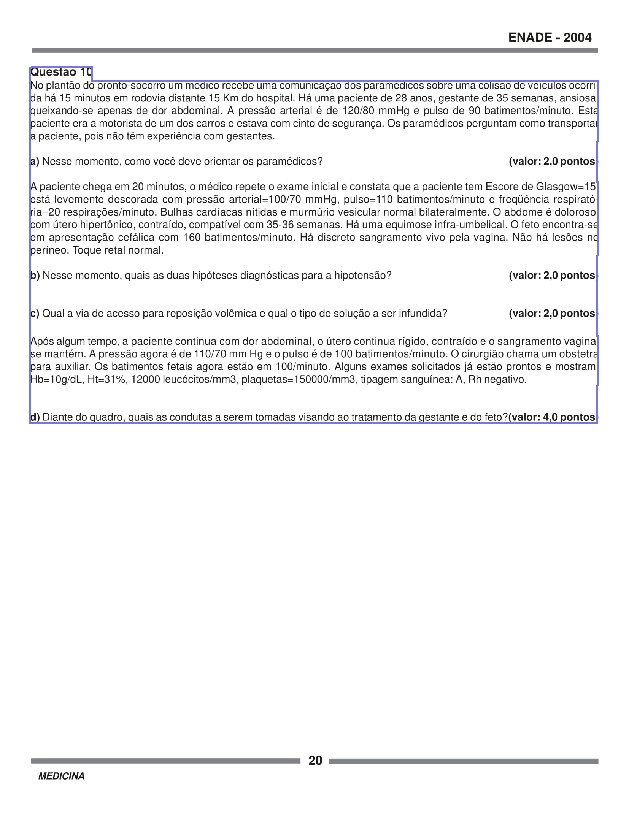 ENADE - 2004
Questão 10
No plantão do pronto-socorro um médico recebe uma comunicação dos paramédicos sobre uma colisão de veículos ocorri-
da há 15 minutos em rodovia distante 15 Km do hospital. Há uma paciente de 28 anos, gestante de 35 semanas, ansiosa,
queixando-se apenas de dor abdominal. A pressão arterial é de 120/80 mmHg e pulso de 90 batimentos/minuto. Esta
paciente era a motorista de um dos carros e estava com cinto de segurança. Os paramédicos perguntam como transportar
a paciente, pois não têm experiência com gestantes.
a) Nesse momento, como você deve orientar os paramédicos? (valor: 2,0 pontos)
A paciente chega em 20 minutos, o médico repete o exame inicial e constata que a paciente tem Escore de Glasgow=15,
está levemente descorada com pressão arterial=100/70 mmHg, pulso=110 batimentos/minuto e freqüência respirató-
ria=20 respirações/minuto. Bulhas cardíacas nítidas e murmúrio vesicular normal bilateralmente. O abdome é doloroso,
com útero hipertônico, contraído, compatível com 35-36 semanas. Há uma equimose infra-umbelical. O feto encontra-se
em apresentação cefálica com 160 batimentos/minuto. Há discreto sangramento vivo pela vagina. Não há lesões no
períneo. Toque retal normal.
b) Nesse momento, quais as duas hipóteses diagnósticas para a hipotensão? (valor: 2,0 pontos)
c) Qual a via de acesso para reposição volêmica e qual o tipo de solução a ser infundida? (valor: 2,0 pontos)
Após algum tempo, a paciente continua com dor abdominal, o útero continua rígido, contraído e o sangramento vaginal
se mantém. A pressão agora é de 110/70 mm Hg e o pulso é de 100 batimentos/minuto. O cirurgião chama um obstetra
para auxiliar. Os batimentos fetais agora estão em 100/minuto. Alguns exames solicitados já estão prontos e mostram:
Hb=10g/dL, Ht=31%, 12000 leucócitos/mm3, plaquetas=150000/mm3, tipagem sanguínea: A, Rh negativo.
d) Diante do quadro, quais as condutas a serem tomadas visando ao tratamento da gestante e do feto?(valor: 4,0 pontos)
20
MEDICINA